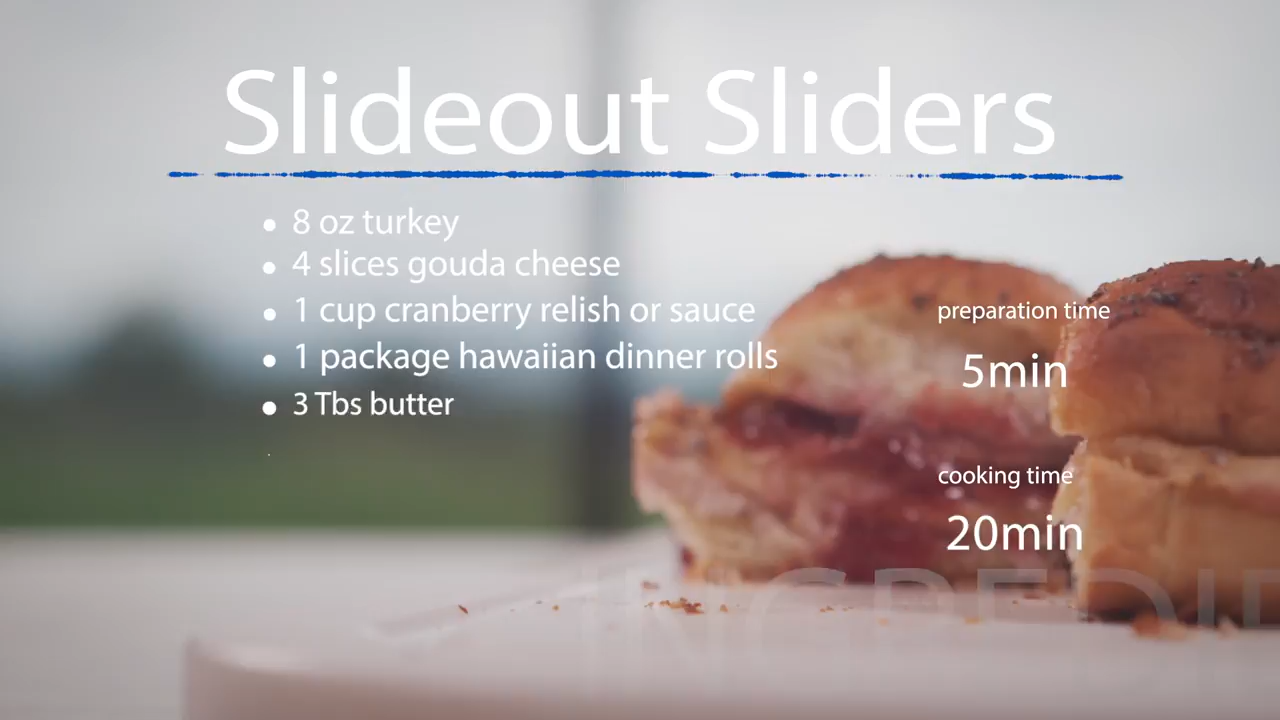 Slideout Sliders
8 oz turkey
4 slices gouda cheese
1 cup cranberry relish or sauce
1 package hawaiian dinner rolls
3 Tbs butter
preparation time
5min
cooking time
20min